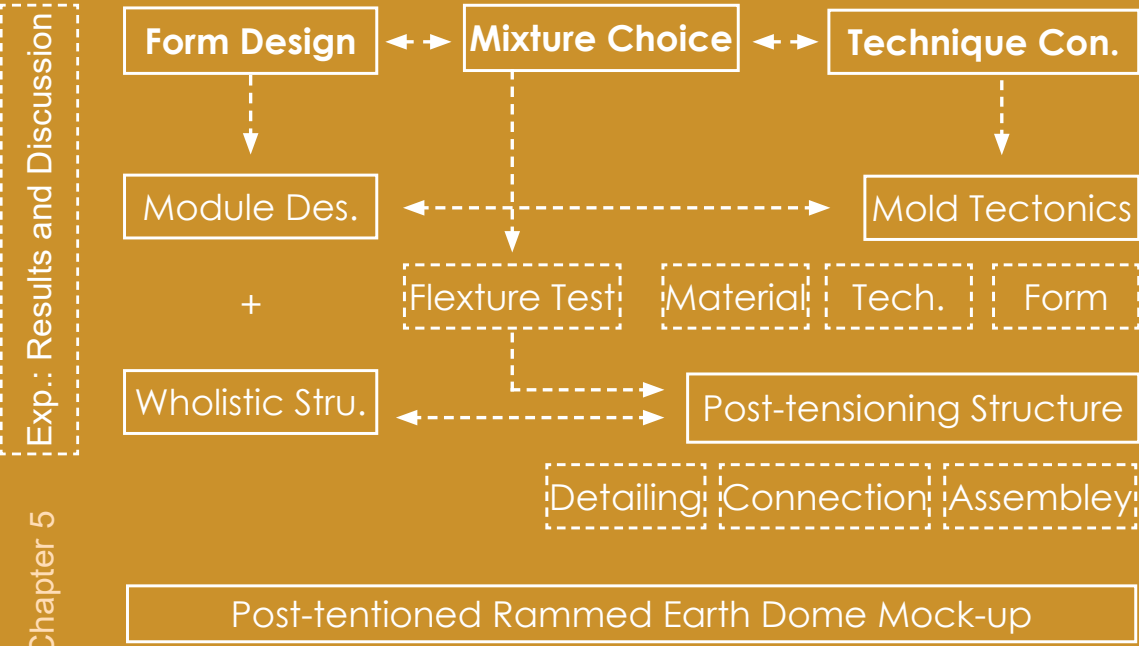 Exp.: Results and Discussion
Chapter 5
Form Design
Mixture Choice
Technique Con.
Module Des.
Mold Tectonics
+
Flexture Test
Material
Tech.
Form
Wholistic Stru.
Post-tensioning Structure
Detailing
Connection
Assembley
Post-tentioned Rammed Earth Dome Mock-up